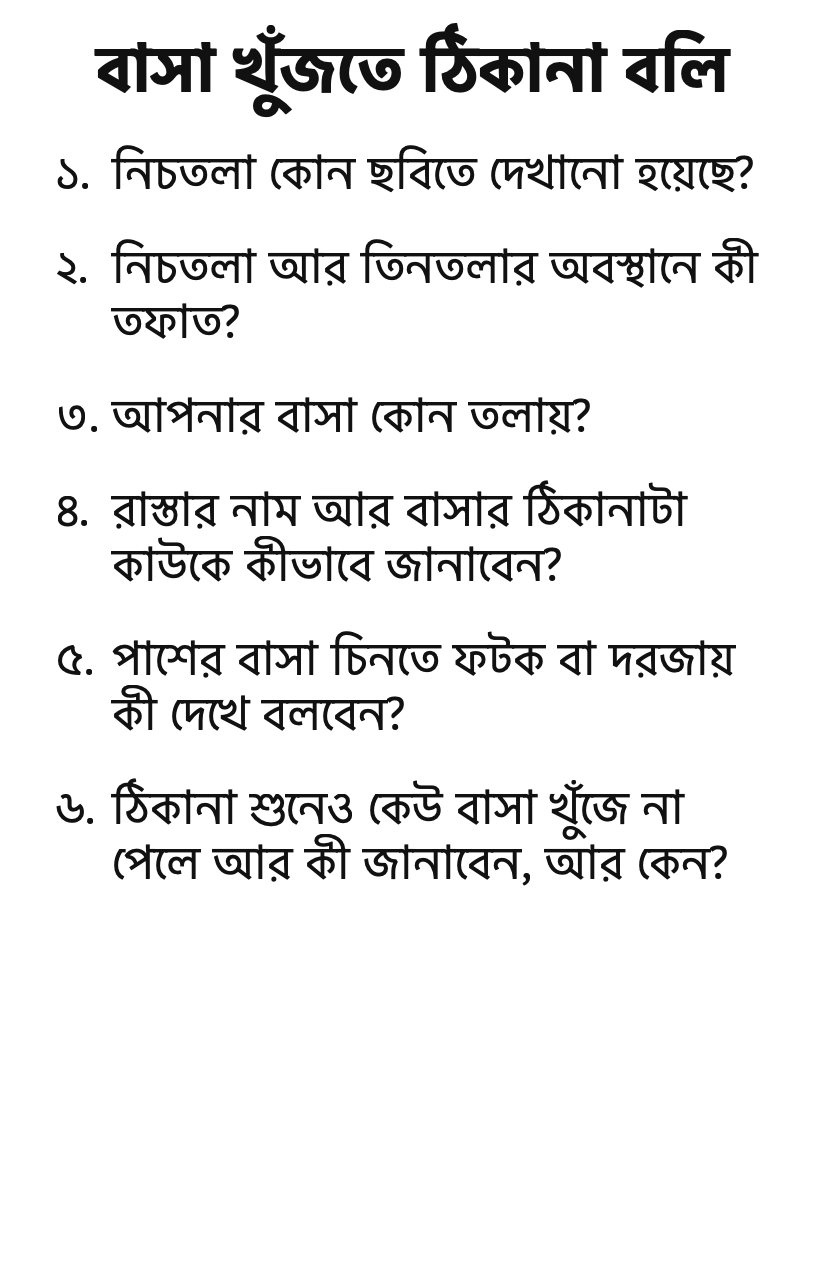 বাসা খুঁজতে ঠিকানা বলি
১. নিচতলা কোন ছবিতে দেখানো হয়েছে?
২. নিচতলা আর তিনতলার অবস্থানে কী
তফাত?
৩. আপনার বাসা কোন তলায়?
৪. রাস্তার নাম আর বাসার ঠিকানাটা
কাউকে কীভাবে জানাবেন?
৫. পাশের বাসা চিনতে ফটক বা দরজায়
কী দেখে বলবেন?
৬. ঠিকানা শুনেও কেউ বাসা খুঁজে না
পেলে আর কী জানাবেন, আর কেন?